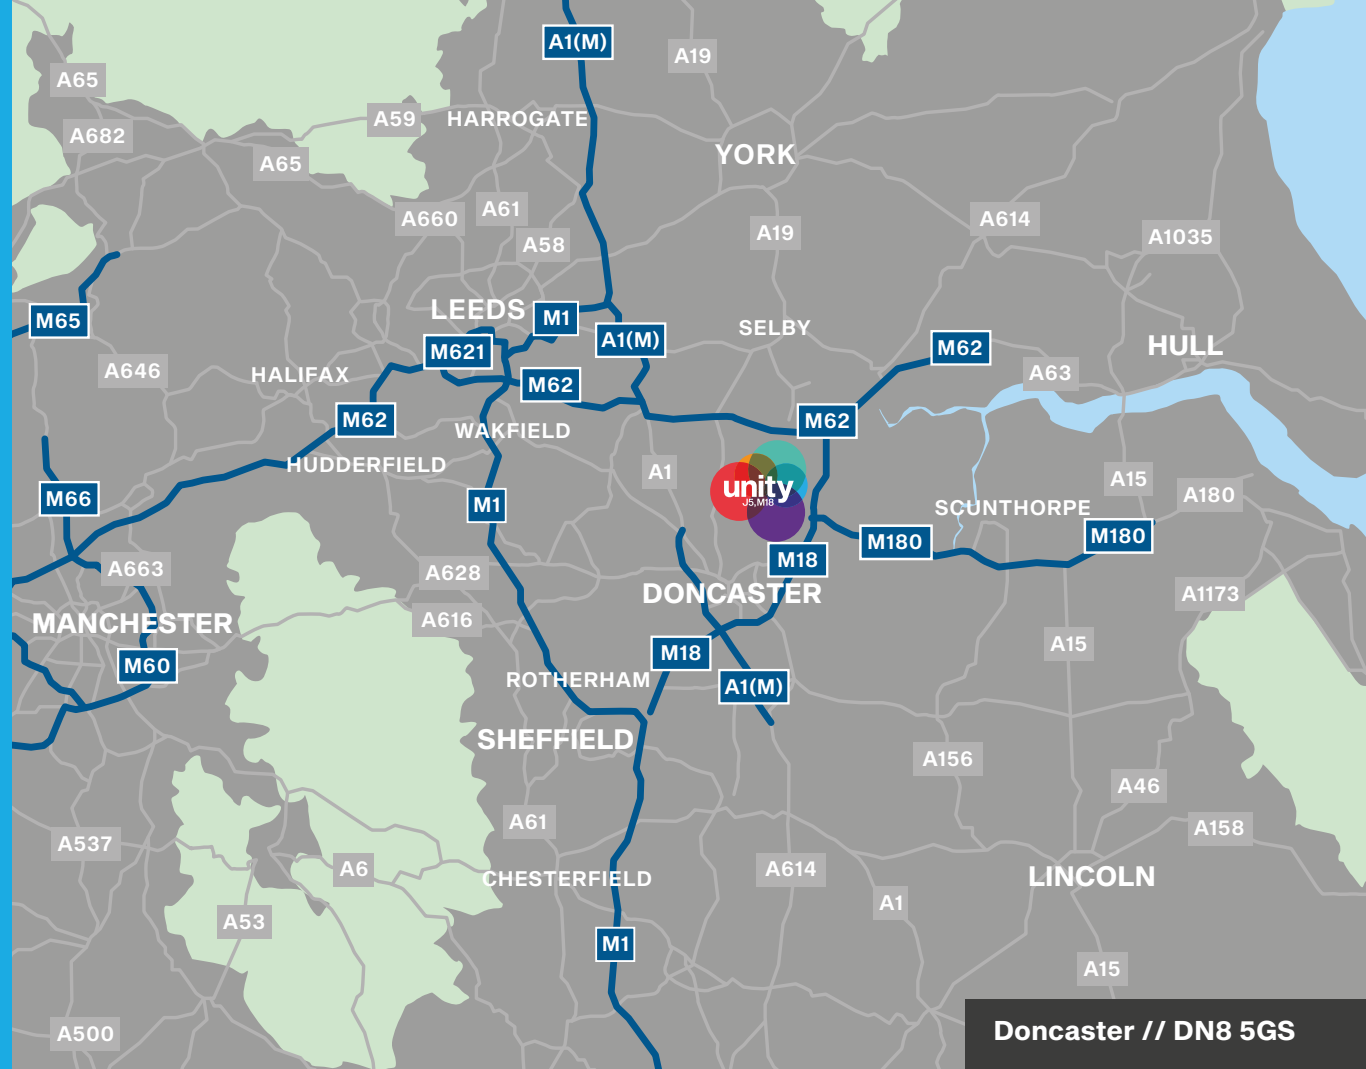 A1(M)
A19
A65
A59
HARROGATE
A682
YORK
A65
A61
A660
A614
A19
A1035
A58
LEEDS
M1
M65
SELBY
A1(M)
HULL
M62
M621
A646
HALIFAX
A63
M62
M62
M62
WAKFIELD
HUDDERFIELD
A1
A15
unity
J5,M18
A180
M66
M1
SCUNTHORPE
M180
M180
M18
A663
A628
DONCASTER
A1173
A616
MANCHESTER
A15
M18
M60
ROTHERHAM
A1(M)
SHEFFIELD
A156
A46
A61
A158
A537
A6
A614
LINCOLN
CHESTERFIELD
A1
A53
M1
A15
A500
Doncaster // DN8 5GS